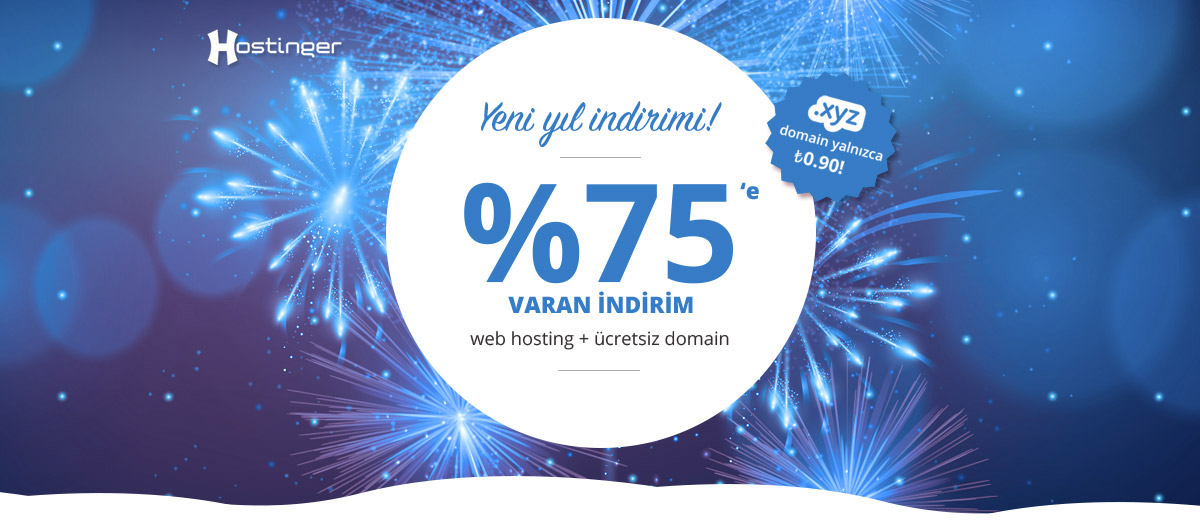 Hostinger
Yeni yıl indirimi!
%75 'e
VARAN İNDİRİM
web hosting + ücretsiz domain
.xyz
domain yalnızca
₺0.90!